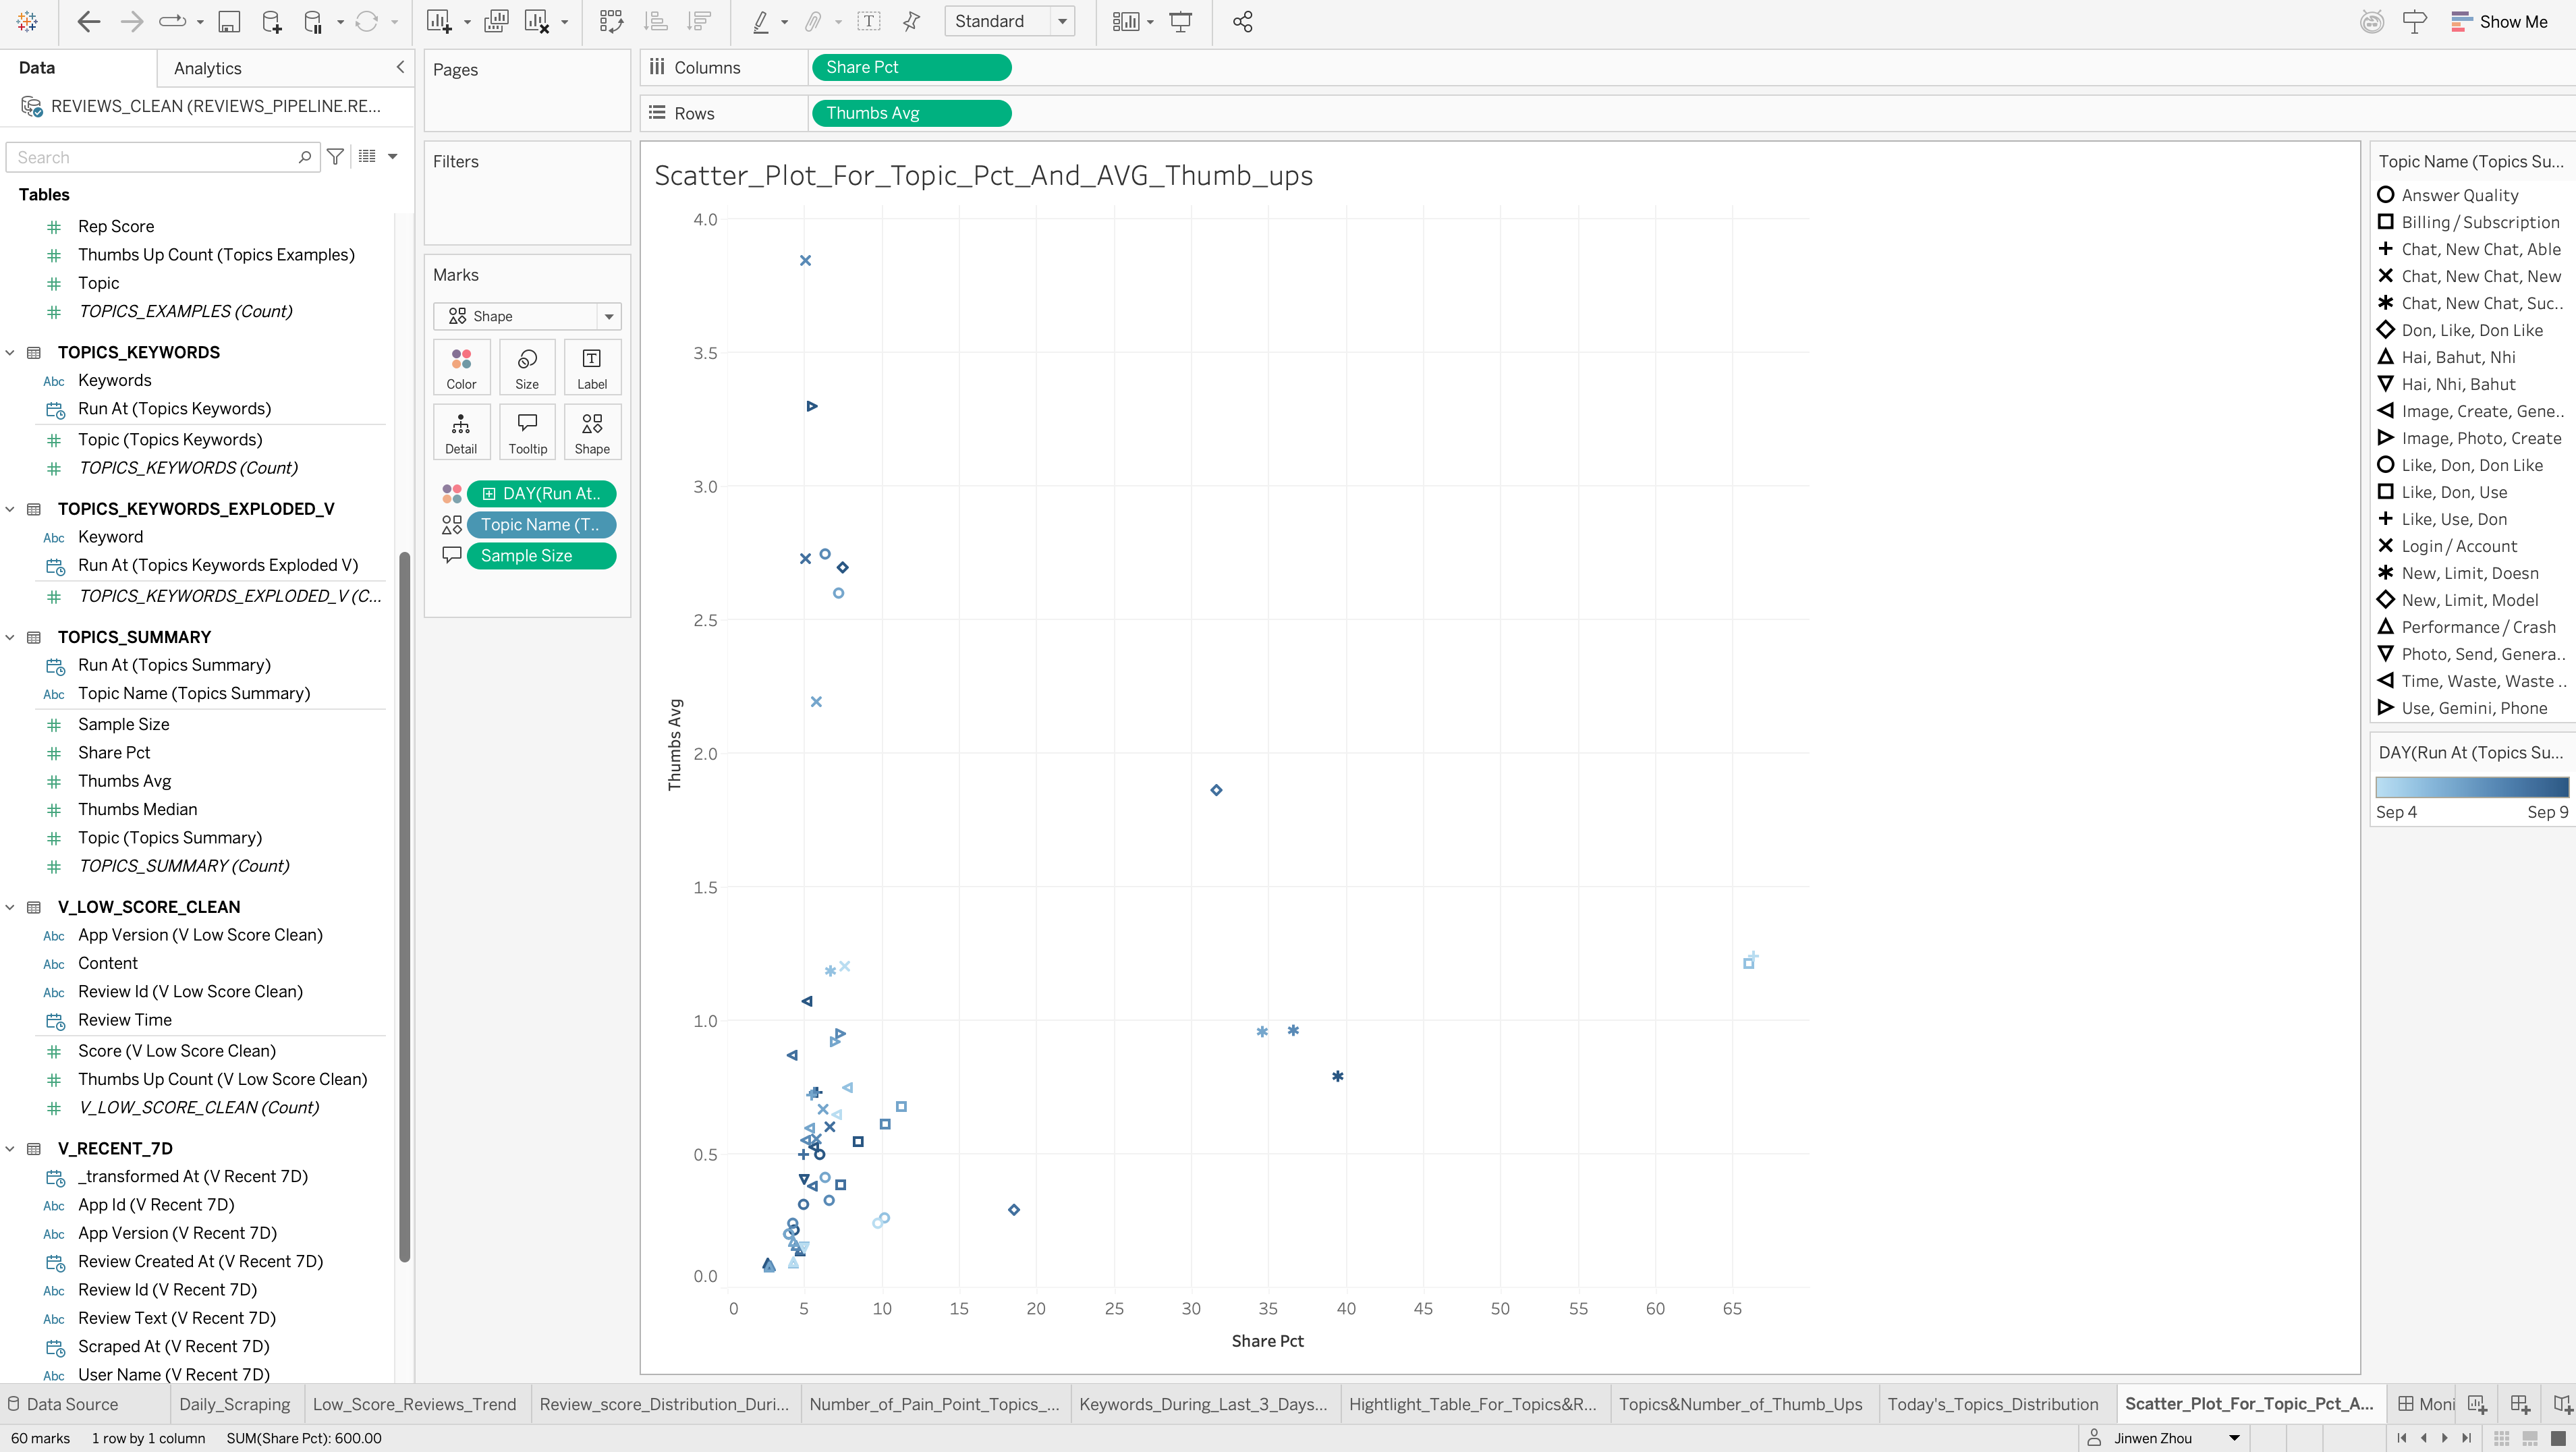 Standard
Show Me
Data
Analytics
REVIEWS_CLEAN (REVIEWS_PIPELINE.RE...
Search
Tables
Rep Score
Thumbs Up Count (Topics Examples)
Topic
TOPICS_EXAMPLES (Count)
TOPICS_KEYWORDS
Abc Keywords
Run At (Topics Keywords)
Topic (Topics Keywords)
TOPICS_KEYWORDS (Count)
TOPICS_KEYWORDS_EXPLODED_V
Abc Keyword
Run At (Topics Keywords Exploded V)
TOPICS_KEYWORDS_EXPLODED_V (C...
TOPICS_SUMMARY
Run At (Topics Summary)
Abc Topic Name (Topics Summary)
Sample Size
Share Pct
Thumbs Avg
Thumbs Median
Topic (Topics Summary)
TOPICS_SUMMARY (Count)
V_LOW_SCORE_CLEAN
Abc App Version (V Low Score Clean)
Abc Content
Abc Review Id (V Low Score Clean)
Review Time
Score (V Low Score Clean)
Thumbs Up Count (V Low Score Clean)
V_LOW_SCORE_CLEAN (Count)
V_RECENT_7D
_transformed At (V Recent 7D)
Abc App Id (V Recent 7D)
Abc App Version (V Recent 7D)
Review Created At (V Recent 7D)
Abc Review Id (V Recent 7D)
Abc Review Text (V Recent 7D)
Scraped At (V Recent 7D)
Abc User Name (V Recent 7D)
Pages
Filters
Marks
Shape
Color Size Label
Detail Tooltip Shape
DAY(Run At..
Topic Name (T..
Sample Size
Columns Share Pct
Rows Thumbs Avg
Scatter_Plot_For_Topic_Pct_And_AVG_Thumb_ups
4.0
3.5
3.0
2.5
2.0
1.5
1.0
0.5
0.0
Thumbs Avg
0 5 10 15 20 25 30 35 40 45 50 55 60 65
Share Pct
Topic Name (Topics Su...
Answer Quality
Billing / Subscription
Chat, New Chat, Able
Chat, New Chat, New
Chat, New Chat, Suc..
Don, Like, Don Like
Hai, Bahut, Nhi
Hai, Nhi, Bahut
Image, Create, Gene..
Image, Photo, Create
Like, Don, Don Like
Like, Don, Use
Like, Use, Don
Login / Account
New, Limit, Doesn
New, Limit, Model
Performance / Crash
Photo, Send, Genera..
Time, Waste, Waste ..
Use, Gemini, Phone
DAY(Run At (Topics Su...
Sep 4 Sep 9
Data Source
Daily_Scraping
Low_Score_Reviews_Trend
Review_score_Distribution_Duri...
Number_of_Pain_Point_Topics_...
Keywords_During_Last_3_Days...
Hightlight_Table_For_Topics&R...
Topics&Number_of_Thumb_Ups
Today's_Topics_Distribution
Scatter_Plot_For_Topic_Pct_A...
Moni
60 marks 1 row by 1 column SUM(Share Pct): 600.00
Jinwen Zhou